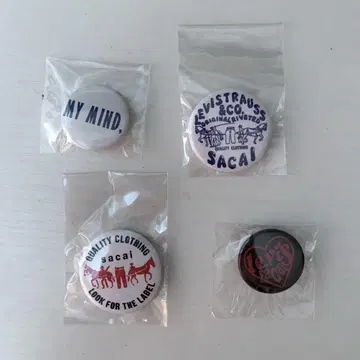 MY MIND,
LEVI STRAUSS
&CO.
ORIGINAL RIVETED
QUALITY CLOTHING
SACAI
QUALITY CLOTHING
sacai
LOOK FOR THE LABEL